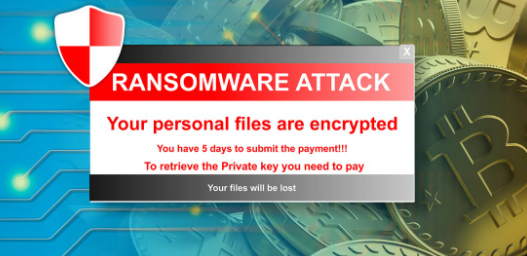 X
RANSOMWARE ATTACK
Your personal files are encrypted
You have 5 days to submit the payment!!!
To retrieve the Private key you need to pay
Your files will be lost